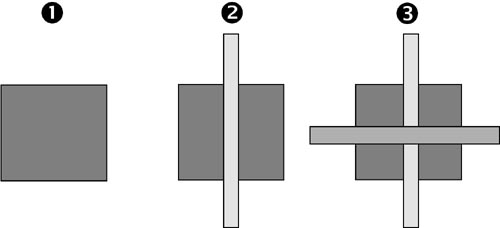 ❶ ❷ ❸